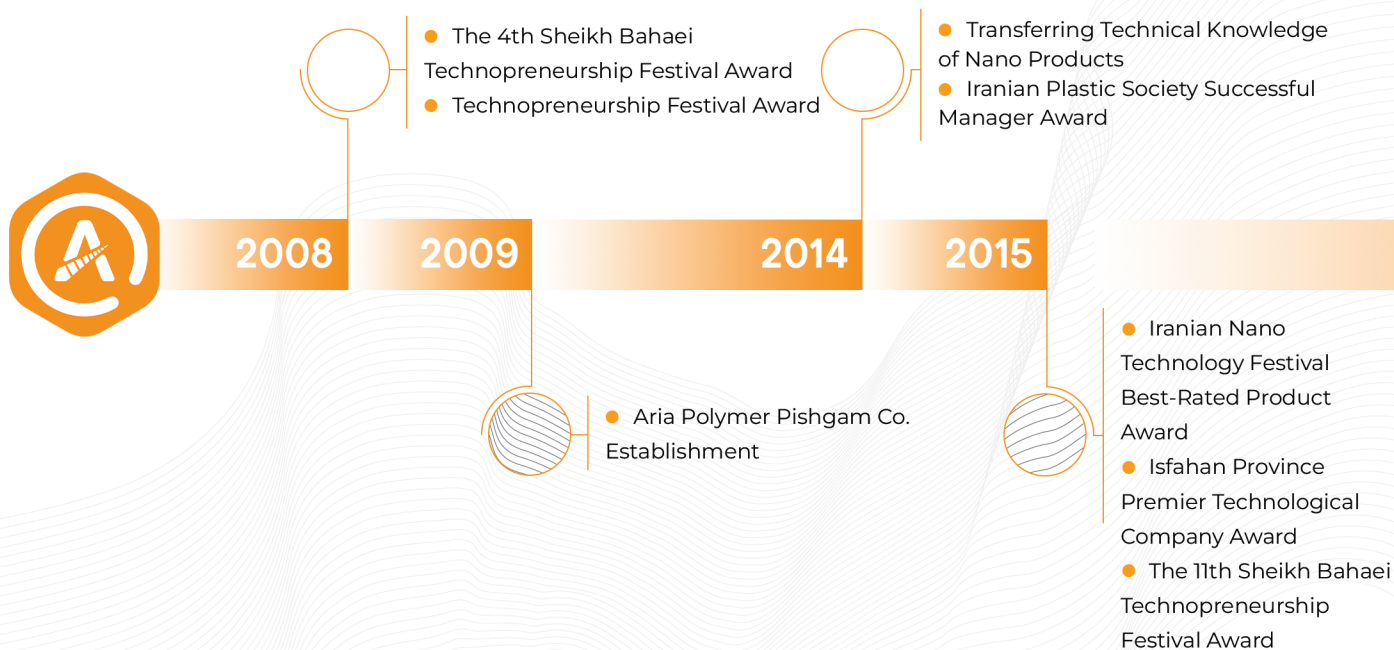 The 4th Sheikh Bahaei
Technopreneurship Festival Award
Technopreneurship Festival Award
Transferring Technical Knowledge
of Nano Products
Iranian Plastic Society Successful
Manager Award
2008
2009
2014
2015
Aria Polymer Pishgam Co.
Establishment
Iranian Nano
Technology Festival
Best-Rated Product
Award
Isfahan Province
Premier Technological
Company Award
The 11th Sheikh Bahaei
Technopreneurship
Festival Award